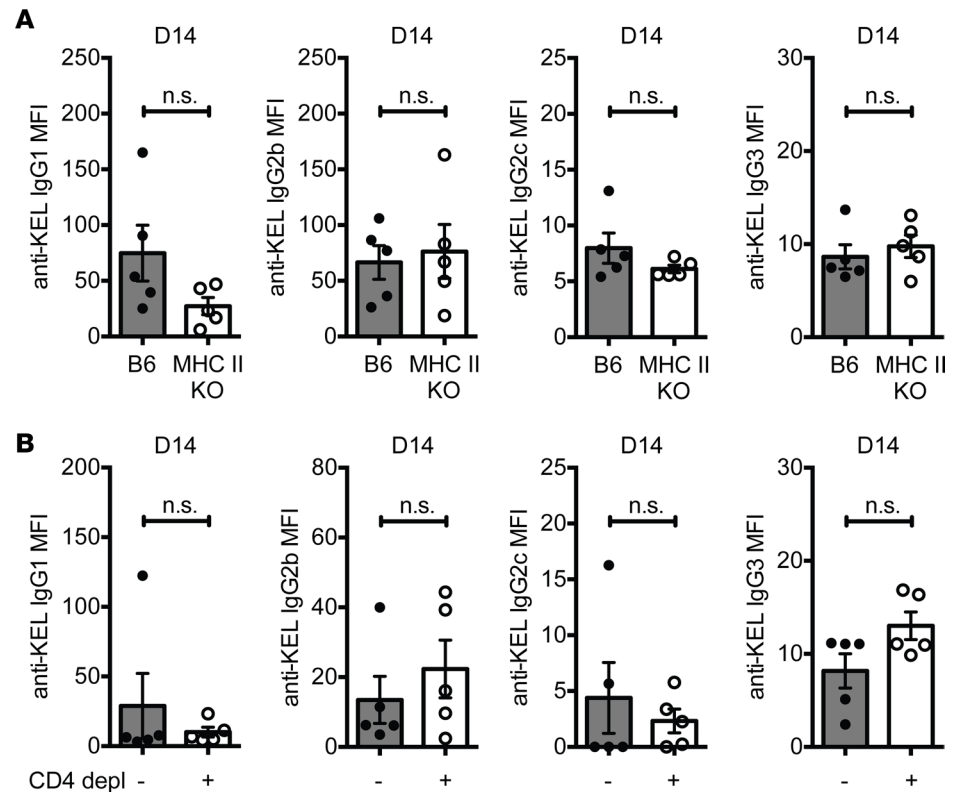 A
D14
anti-KEL IgG1 MFI
250
200
150
100
50
0
n.s.
B6
MHC II
KO
D14
anti-KEL IgG2b MFI
250
200
150
100
50
0
n.s.
B6
MHC II
KO
D14
anti-KEL IgG2c MFI
25
20
15
10
5
0
n.s.
B6
MHC II
KO
D14
anti-KEL IgG3 MFI
30
20
10
0
n.s.
B6
MHC II
KO
B
D14
anti-KEL IgG1 MFI
200
150
100
50
0
n.s.
CD4 depl - +
D14
anti-KEL IgG2b MFI
80
60
40
20
0
n.s.
- +
D14
anti-KEL IgG2c MFI
25
20
15
10
5
0
n.s.
- +
D14
anti-KEL IgG3 MFI
30
20
10
0
n.s.
- +